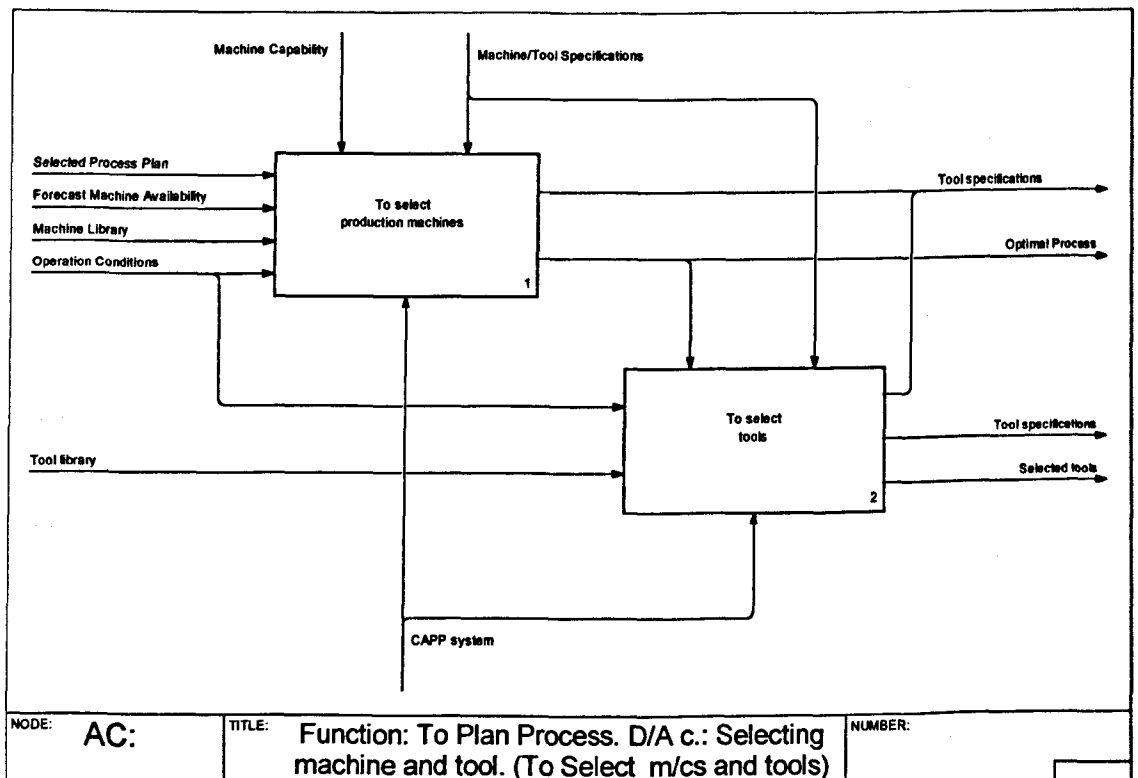 Machine Capability
Machine/Tool Specifications
Selected Process Plan
Forecast Machine Availability
Machine Library
Operation Conditions
To select
production machines
1
Tool specifications
Optimal Process
To select
tools
2
Tool library
Tool specifications
Selected tools
CAPP system
NODE:
AC:
TITLE:
Function: To Plan Process. D/A c.: Selecting
machine and tool. (To Select m/cs and tools)
NUMBER: